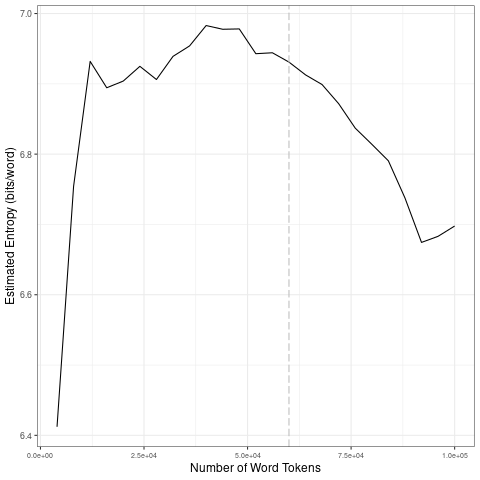 Estimated Entropy (bits/word)
7.0
6.8
6.6
6.4
0.0e+00 2.5e+04 5.0e+04 7.5e+04 1.0e+05
Number of Word Tokens